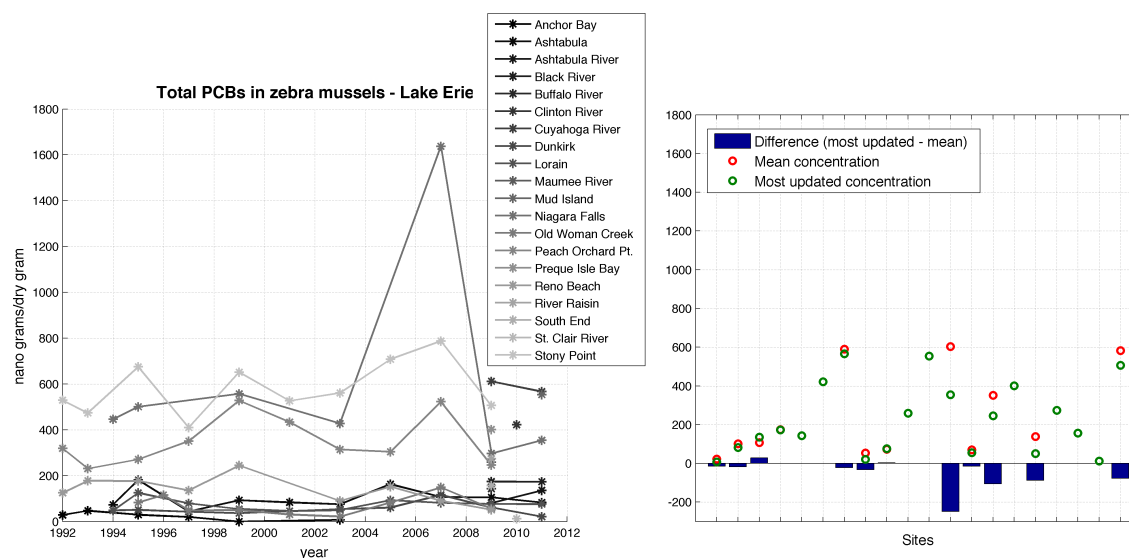 Total PCBs in zebra mussels - Lake Erie
1800
1600
1400
1200
1000
800
600
400
200
0
nano grams/dry gram
1992
1994
1996
1998
2000
2002
2004
2006
2008
2010
2012
year
Anchor Bay
Ashtabula
Ashtabula River
Black River
Buffalo River
Clinton River
Cuyahoga River
Dunkirk
Lorain
Maumee River
Mud Island
Niagara Falls
Old Woman Creek
Peach Orchard Pt.
Preque Isle Bay
Reno Beach
River Raisin
South End
St. Clair River
Stony Point
1800
1600
1400
1200
1000
800
600
400
200
0
-200
Difference (most updated - mean)
Mean concentration
Most updated concentration
Sites